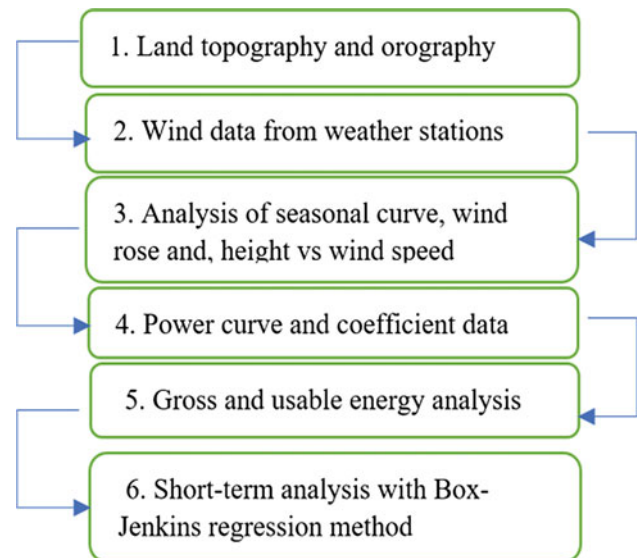 1. Land topography and orography
2. Wind data from weather stations
3. Analysis of seasonal curve, wind
rose and, height vs wind speed
4. Power curve and coefficient data
5. Gross and usable energy analysis
6. Short-term analysis with Box-
Jenkins regression method